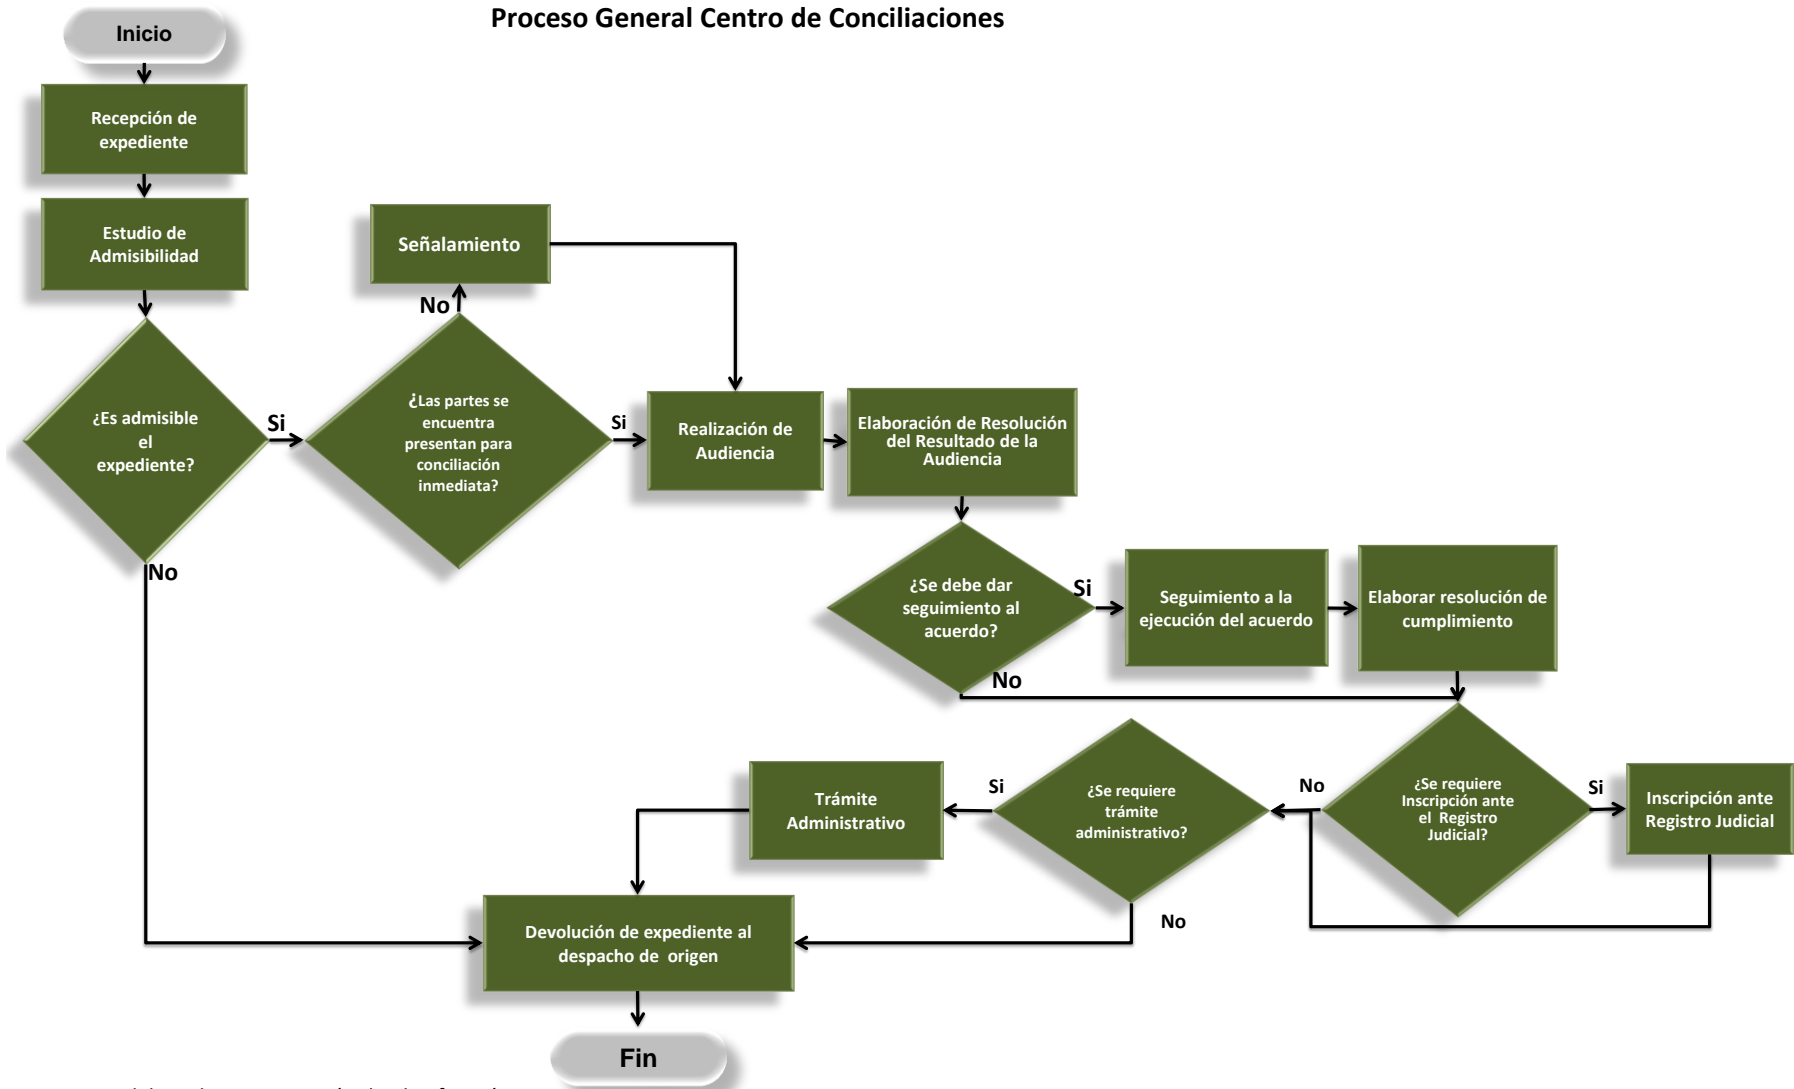 Proceso General Centro de Conciliaciones
Inicio
Recepción de
expediente
Estudio de
Admisibilidad
¿Es admisible
el
expediente?
Si
No
Señalamiento
No
¿Las partes se
encuentra
presentan para
conciliación
inmediata?
Si
Realización de
Audiencia
Elaboración de Resolución
del Resultado de la
Audiencia
¿Se debe dar
seguimiento al
acuerdo?
Si
No
Seguimiento a la
ejecución del acuerdo
Elaborar resolución de
cumplimiento
¿Se requiere
Inscripción ante
el Registro
Judicial?
Si
No
Inscripción ante
Registro Judicial
¿Se requiere
trámite
administrativo?
Si
No
Trámite
Administrativo
Devolución de expediente al
despacho de origen
Fin